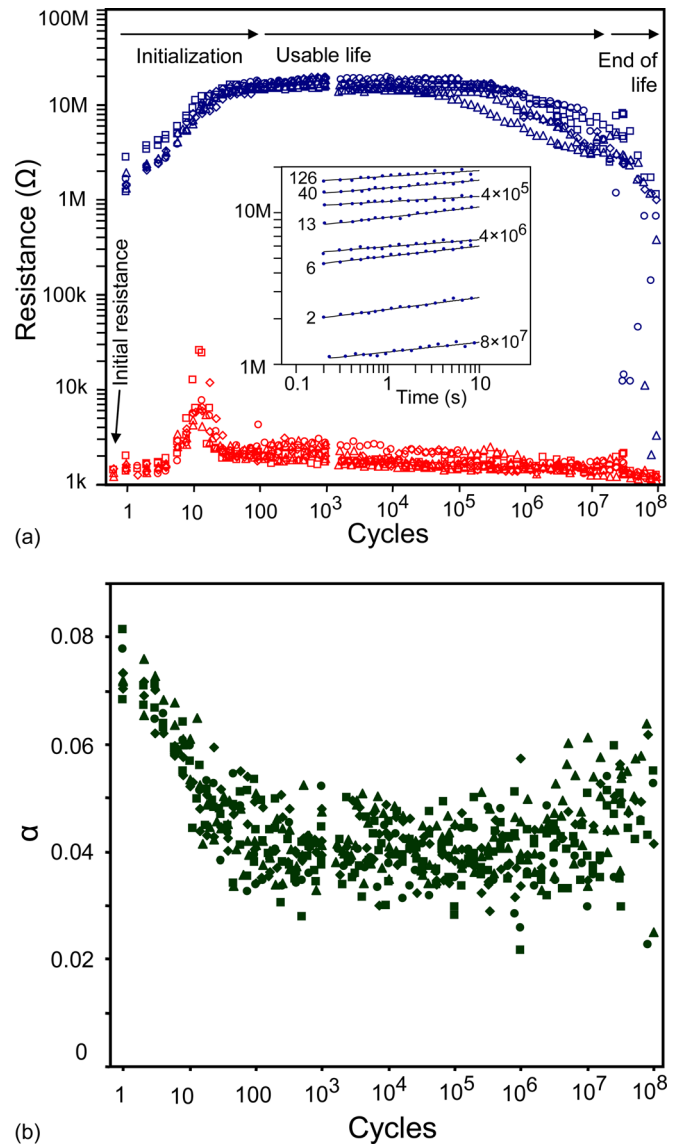 100M
10M
1M
100k
10k
1k
Resistance (Ω)
Initialization
Usable life
End of
life
Initial resistance
126
40
13
6
2
4×10⁵
4×10⁶
8×10⁷
10M
1M
0.1
1
10
Time (s)
1
10
100
10³
10⁴
10⁵
10⁶
10⁷
10⁸
Cycles
(a)
0.08
0.06
0.04
0.02
0
α
1
10
100
10³
10⁴
10⁵
10⁶
10⁷
10⁸
Cycles
(b)